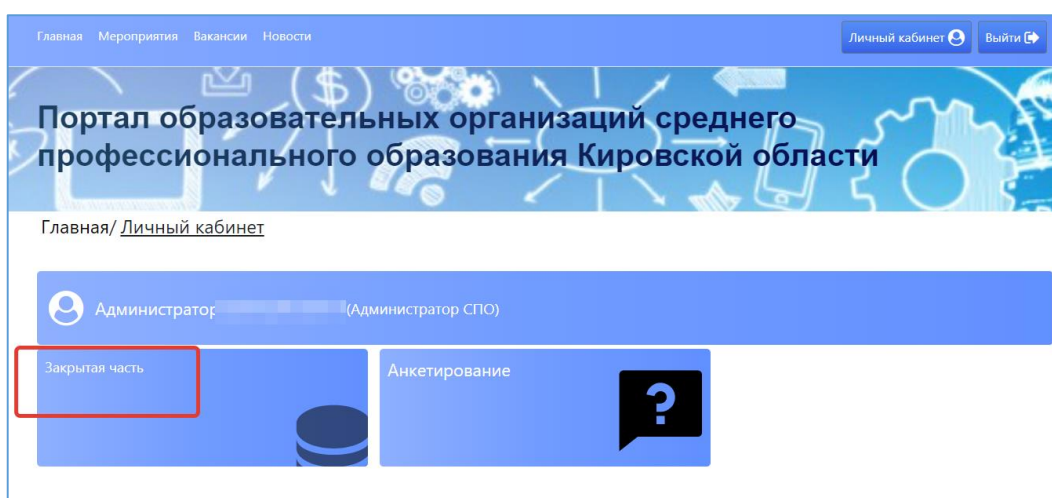 Главная Мероприятия Вакансии Новости
Личный кабинет Выйти
Портал образовательных организаций среднего
профессионального образования Кировской области
Главная/ Личный кабинет
Администратор (Администратор СПО)
Закрытая часть
Анкетирование
?